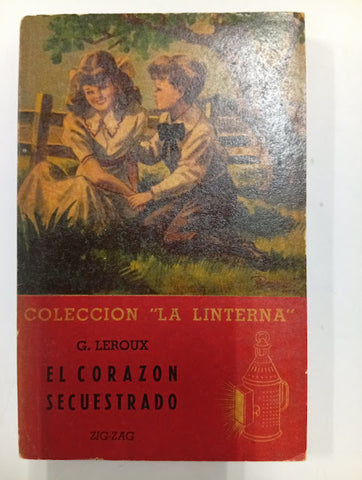 COLECCION "LA LINTERNA"
G. LEROUX
EL CORAZON
SECUESTRADO
ZIG-ZAG